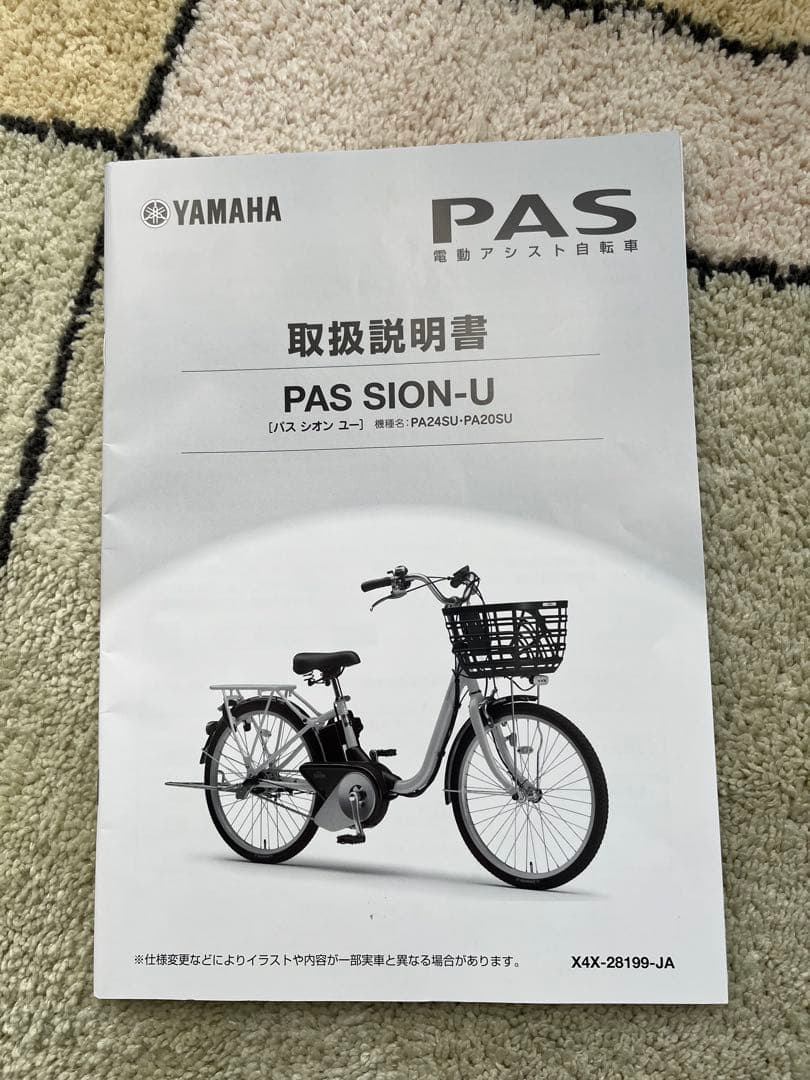 YAMAHA
PAS
電動アシスト自転車
取扱説明書
PAS SION-U
[パス シオン ユー] 機種名:PA24SU・PA20SU
※仕様変更などによりイラストや内容が一部実車と異なる場合があります。
X4X-28199-JA